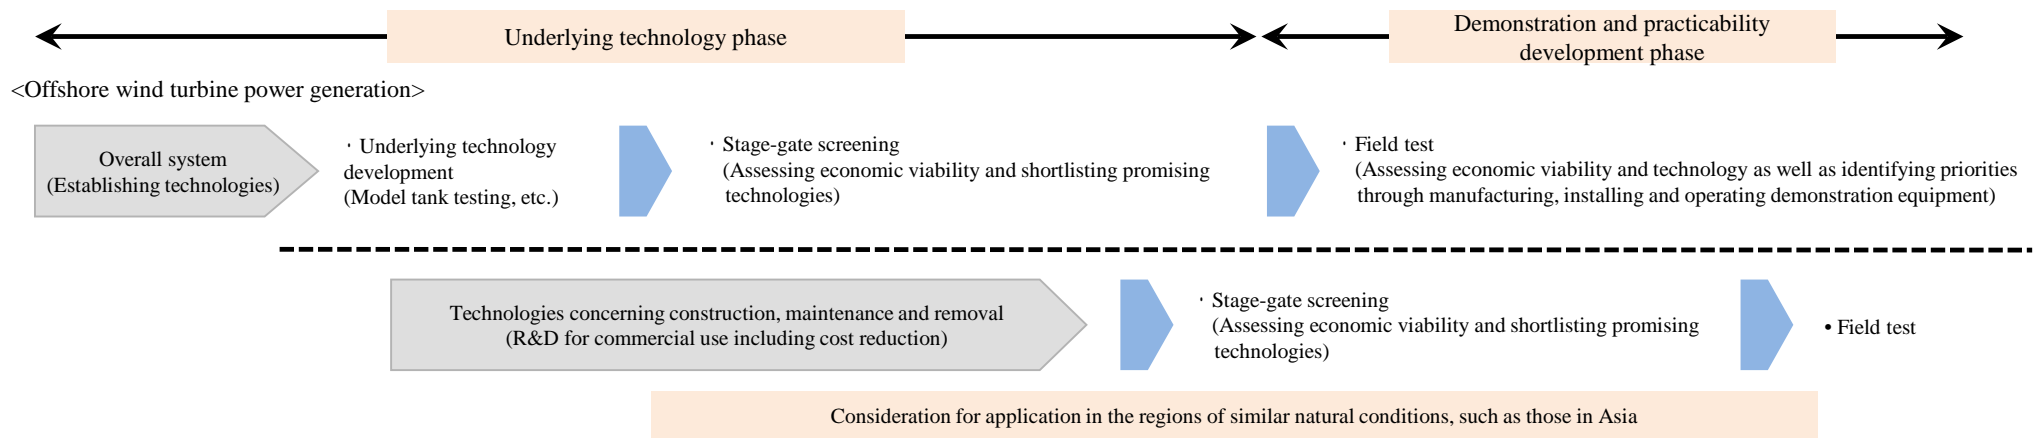 Underlying technology phase
Demonstration and practicability
development phase
<Offshore wind turbine power generation>
Overall system
(Establishing technologies)
・Underlying technology
development
(Model tank testing, etc.)
・Stage-gate screening
(Assessing economic viability and shortlisting promising
technologies)
・Field test
(Assessing economic viability and technology as well as identifying priorities
through manufacturing, installing and operating demonstration equipment)
Technologies concerning construction, maintenance and removal
(R&D for commercial use including cost reduction)
・Stage-gate screening
(Assessing economic viability and shortlisting promising
technologies)
• Field test
Consideration for application in the regions of similar natural conditions, such as those in Asia